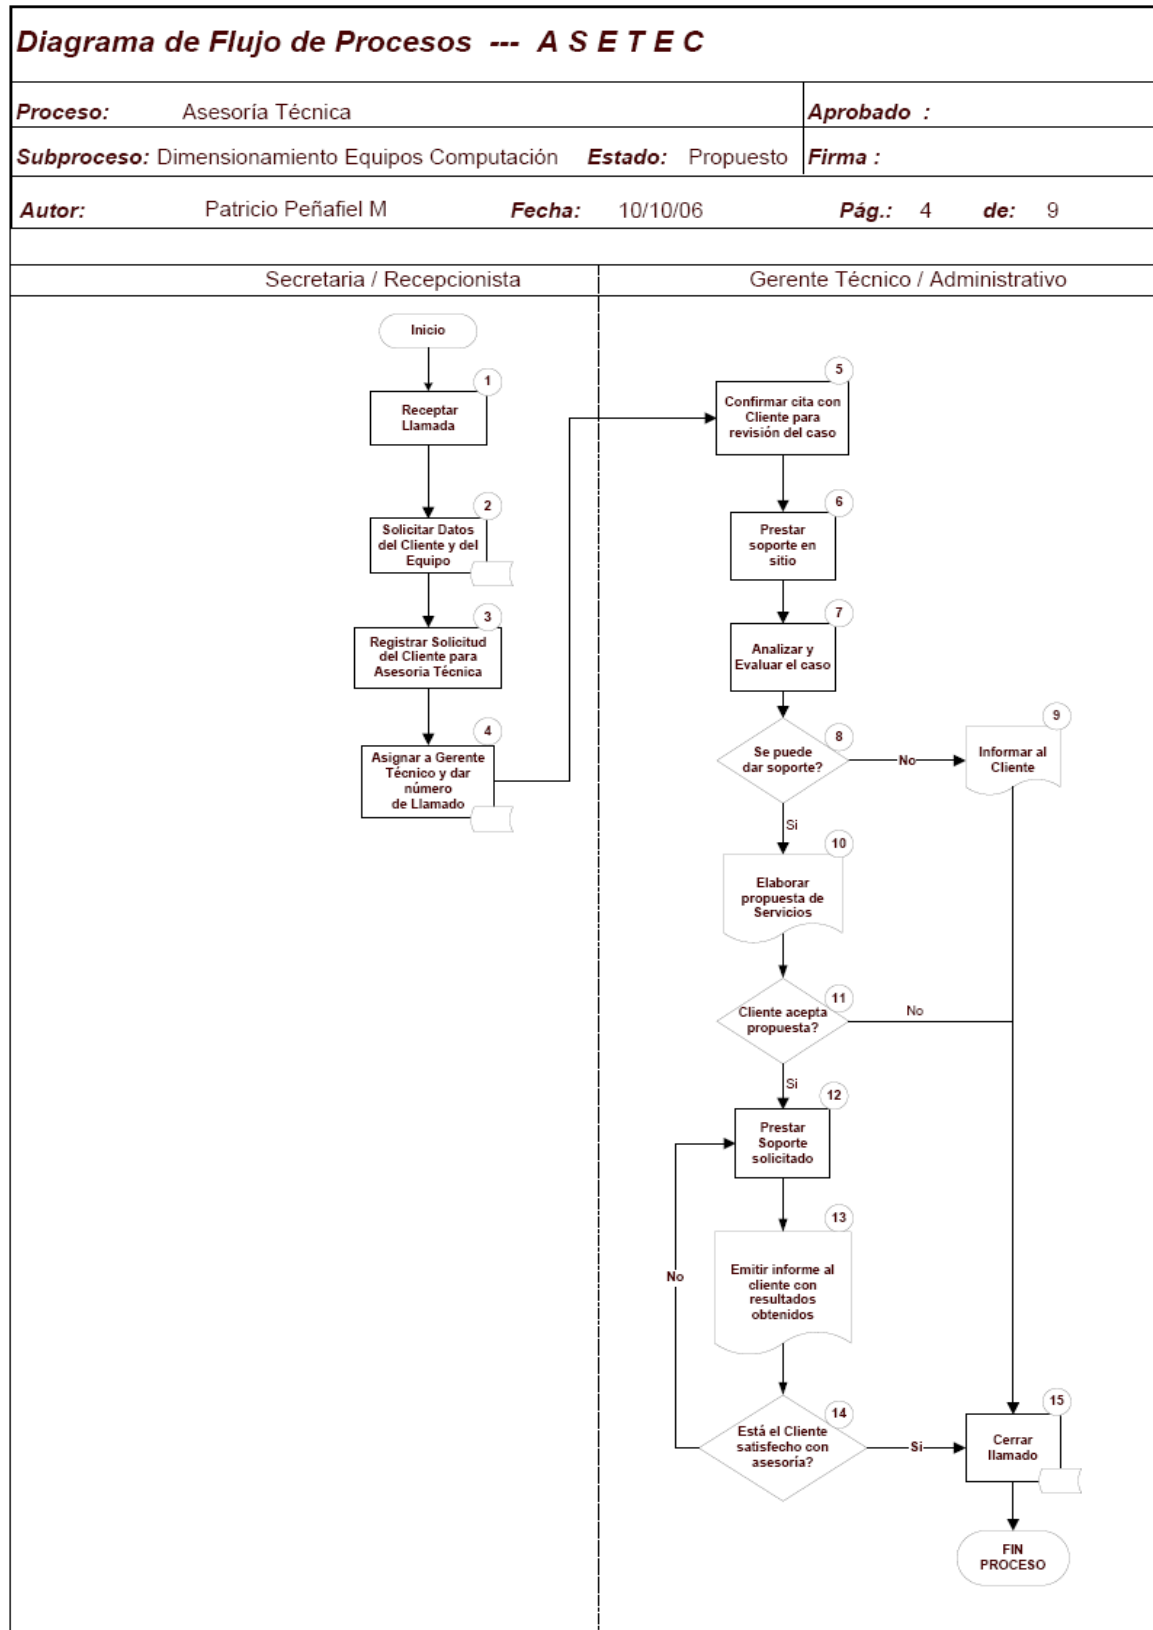 Diagrama de Flujo de Procesos --- A S E T E C
Proceso: Asesoría Técnica Aprobado :
Subproceso: Dimensionamiento Equipos Computación Estado: Propuesto Firma :
Autor: Patricio Peñafiel M Fecha: 10/10/06 Pág.: 4 de: 9
Secretaria / Recepcionista Gerente Técnico / Administrativo
Inicio
1
Receptar
Llamada
2
Solicitar Datos
del Cliente y del
Equipo
3
Registrar Solicitud
del Cliente para
Asesoria Técnica
4
Asignar a Gerente
Técnico y dar
número
de Llamado
5
Confirmar cita con
Cliente para
revisión del caso
6
Prestar
soporte en
sitio
7
Analizar y
Evaluar el caso
8
Se puede
dar soporte?
No
9
Informar al
Cliente
Si
10
Elaborar
propuesta de
Servicios
11
Cliente acepta
propuesta?
No
Si
12
Prestar
Soporte
solicitado
13
Emitir informe al
cliente con
resultados
obtenidos
No
14
Está el Cliente
satisfecho con
asesoría?
Si
15
Cerrar
llamado
FIN
PROCESO